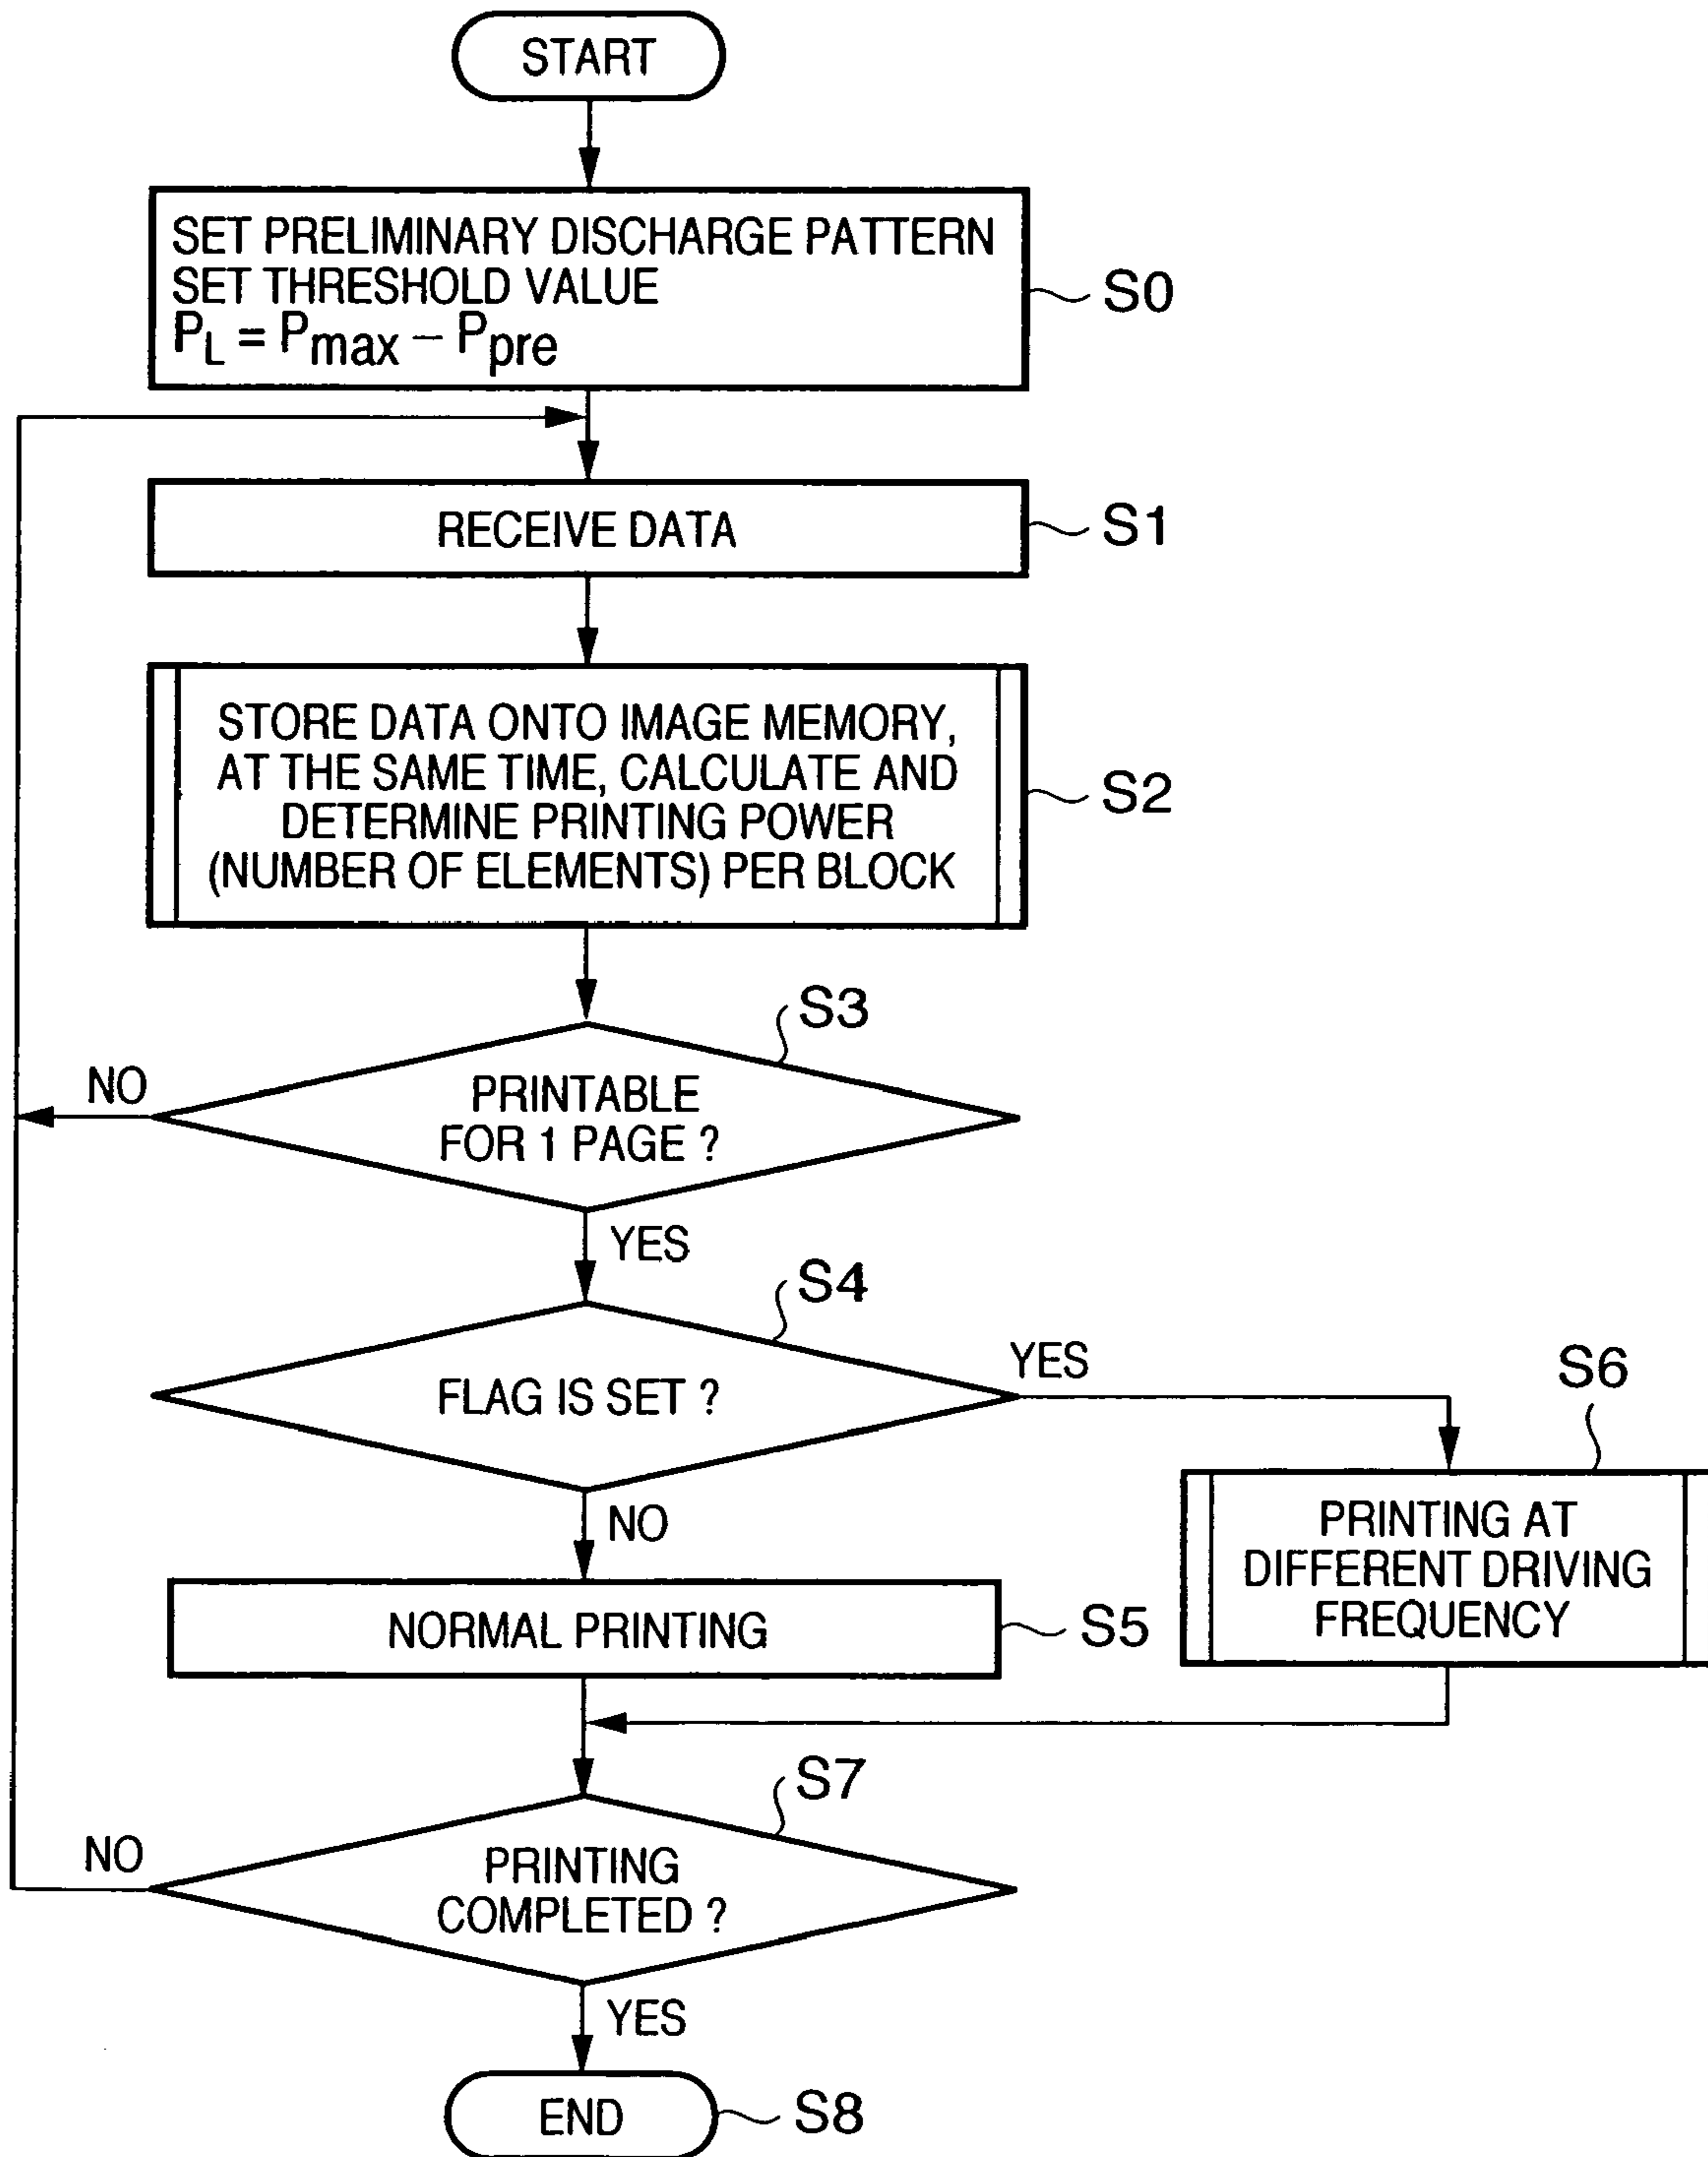 START
SET PRELIMINARY DISCHARGE PATTERN
SET THRESHOLD VALUE
PL = Pmax − Ppre
S0
RECEIVE DATA
S1
STORE DATA ONTO IMAGE MEMORY,
AT THE SAME TIME, CALCULATE AND
DETERMINE PRINTING POWER
(NUMBER OF ELEMENTS) PER BLOCK
S2
S3
NO
PRINTABLE
FOR 1 PAGE ?
YES
S4
FLAG IS SET ?
YES
S6
NO
PRINTING AT
DIFFERENT DRIVING
FREQUENCY
NORMAL PRINTING
S5
S7
NO
PRINTING
COMPLETED ?
YES
END
S8